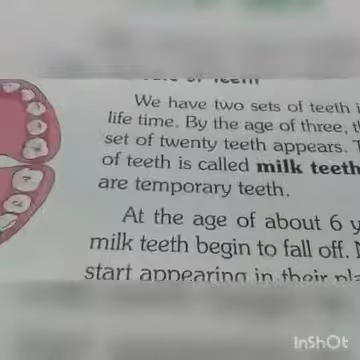 of Teeth
We have two sets of teeth
life time. By the age of three,
set of twenty teeth appears.
of teeth is called milk teeth
are temporary teeth.
At the age of about 6
milk teeth begin to fall off.
start appearing in their
InShOt